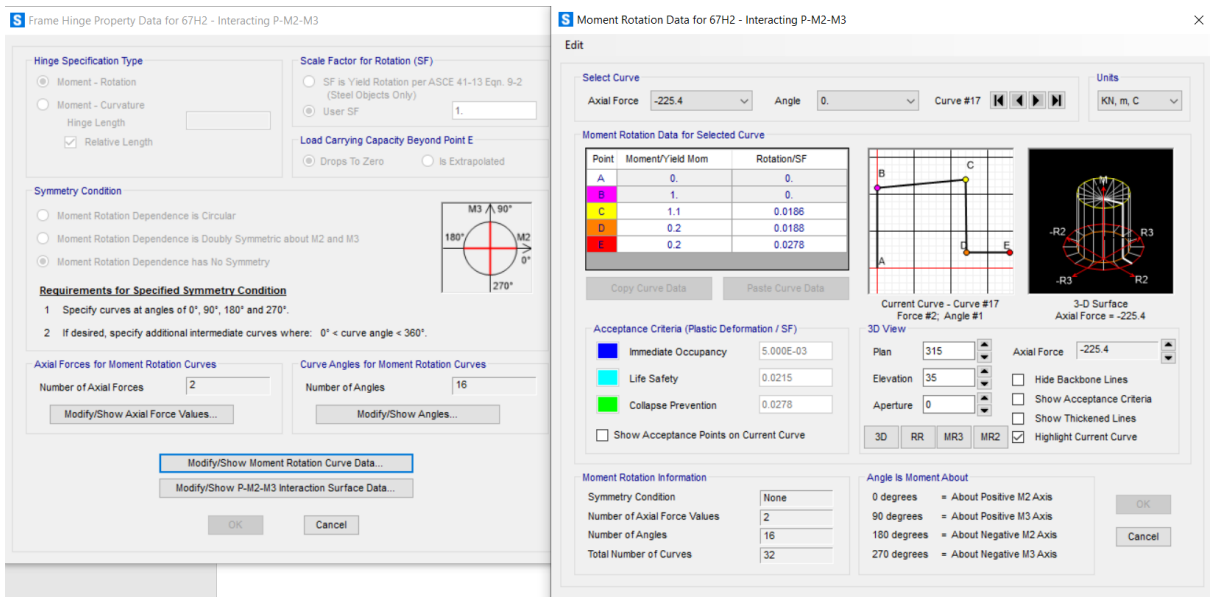 S Frame Hinge Property Data for 67H2 - Interacting P-M2-M3
Hinge Specification Type
Moment - Rotation
Moment - Curvature
Hinge Length
Relative Length
Scale Factor for Rotation (SF)
SF is Yield Rotation per ASCE 41-13 Eqn. 9-2
(Steel Objects Only)
User SF 1.
Load Carrying Capacity Beyond Point E
Drops To Zero Is Extrapolated
Symmetry Condition
Moment Rotation Dependence is Circular
Moment Rotation Dependence is Doubly Symmetric about M2 and M3
Moment Rotation Dependence has No Symmetry
M3 90°
180° M2
0°
270°
Requirements for Specified Symmetry Condition
1 Specify curves at angles of 0°, 90°, 180° and 270°.
2 If desired, specify additional intermediate curves where: 0° < curve angle < 360°.
Axial Forces for Moment Rotation Curves
Number of Axial Forces 2
Modify/Show Axial Force Values...
Curve Angles for Moment Rotation Curves
Number of Angles 16
Modify/Show Angles...
Modify/Show Moment Rotation Curve Data...
Modify/Show P-M2-M3 Interaction Surface Data...
OK Cancel
S Moment Rotation Data for 67H2 - Interacting P-M2-M3
Edit
Select Curve
Axial Force -225.4 Angle 0. Curve #17
Units
KN, m, C
Moment Rotation Data for Selected Curve
Point Moment/Yield Mom Rotation/SF
A 0. 0.
B 1. 0.
C 1.1 0.0186
D 0.2 0.0188
E 0.2 0.0278
Copy Curve Data Paste Curve Data
B C
D E
A
Current Curve - Curve #17
Force #2; Angle #1
M
-R2 R3
-R3 R2
3-D Surface
Axial Force = -225.4
Acceptance Criteria (Plastic Deformation / SF)
Immediate Occupancy 5.000E-03
Life Safety 0.0215
Collapse Prevention 0.0278
Show Acceptance Points on Current Curve
3D View
Plan 315 Axial Force -225.4
Elevation 35
Aperture 0
Hide Backbone Lines
Show Acceptance Criteria
Show Thickened Lines
Highlight Current Curve
3D RR MR3 MR2
Moment Rotation Information
Symmetry Condition None
Number of Axial Force Values 2
Number of Angles 16
Total Number of Curves 32
Angle Is Moment About
0 degrees = About Positive M2 Axis
90 degrees = About Positive M3 Axis
180 degrees = About Negative M2 Axis
270 degrees = About Negative M3 Axis
OK
Cancel